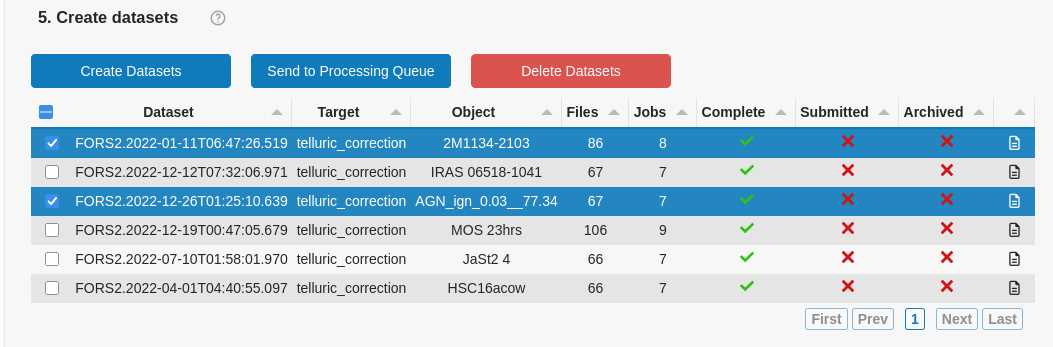 5. Create datasets ?
Create Datasets Send to Processing Queue Delete Datasets
Dataset Target Object Files Jobs Complete Submitted Archived
FORS2.2022-01-11T06:47:26.519 telluric_correction 2M1134-2103 86 8
FORS2.2022-12-12T07:32:06.971 telluric_correction IRAS 06518-1041 67 7
FORS2.2022-12-26T01:25:10.639 telluric_correction AGN_ign_0.03__77.34 67 7
FORS2.2022-12-19T00:47:05.679 telluric_correction MOS 23hrs 106 9
FORS2.2022-07-10T01:58:01.970 telluric_correction JaSt2 4 66 7
FORS2.2022-04-01T04:40:55.097 telluric_correction HSC16acow 66 7
First Prev 1 Next Last